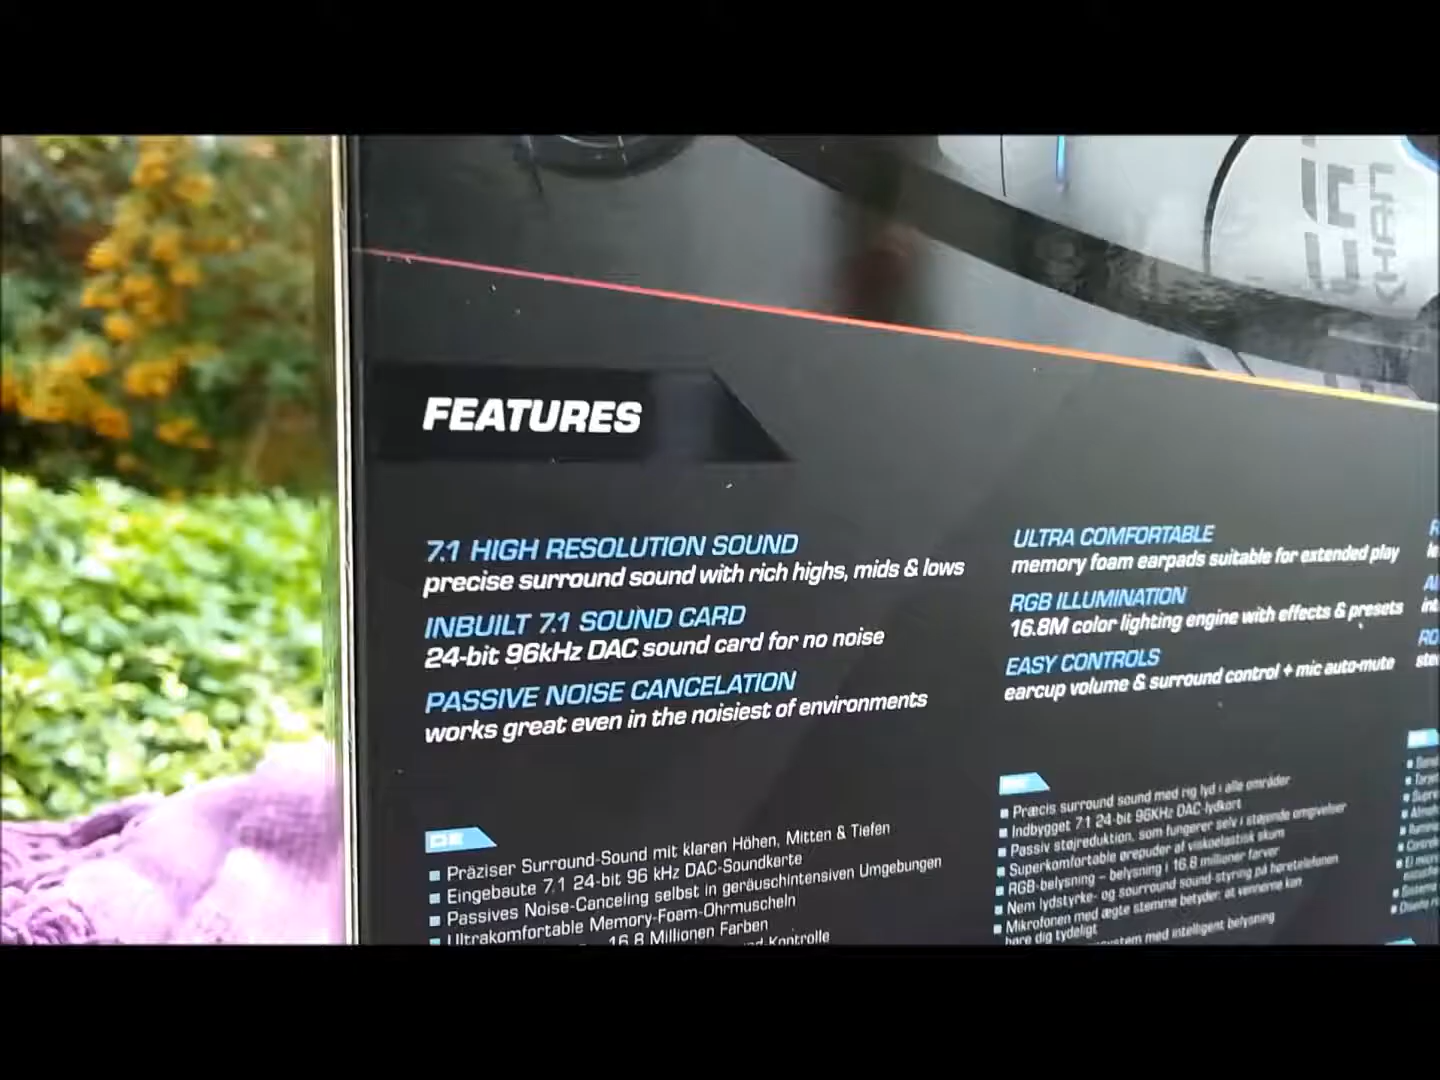 KHAN
FEATURES
7.1 HIGH RESOLUTION SOUND
precise surround sound with rich highs, mids & lows
INBUILT 7.1 SOUND CARD
24-bit 96kHz DAC sound card for no noise
PASSIVE NOISE CANCELATION
works great even in the noisiest of environments
ULTRA COMFORTABLE
memory foam earpads suitable for extended play
RGB ILLUMINATION
16.8M color lighting engine with effects & presets
EASY CONTROLS
earcup volume & surround control + mic auto-mute
DE
Präziser Surround-Sound mit klaren Höhen, Mitten & Tiefen
Eingebaute 7.1 24-bit 96 kHz DAC-Soundkarte
Passives Noise-Canceling selbst in geräuschintensiven Umgebungen
Ultrakomfortable Memory-Foam-Ohrmuscheln
16.8 Millionen Farben
Kontrolle
Præcis surround sound med rig lyd i alle områder
Indbygget 7.1 24-bit 96KHz DAC-lydkort
Passiv støjreduktion, som fungerer selv i støjende omgivelser
Superkomfortable ørepuder af viskoelastisk skum
RGB-belysning – belysning i 16.8 millioner farver
Nem lydstyrke- og sourround sound-styring på høretelefonen
Mikrofonen med ægte stemme betyder, at vennerne kan
høre dig tydeligt
med intelligent belysning